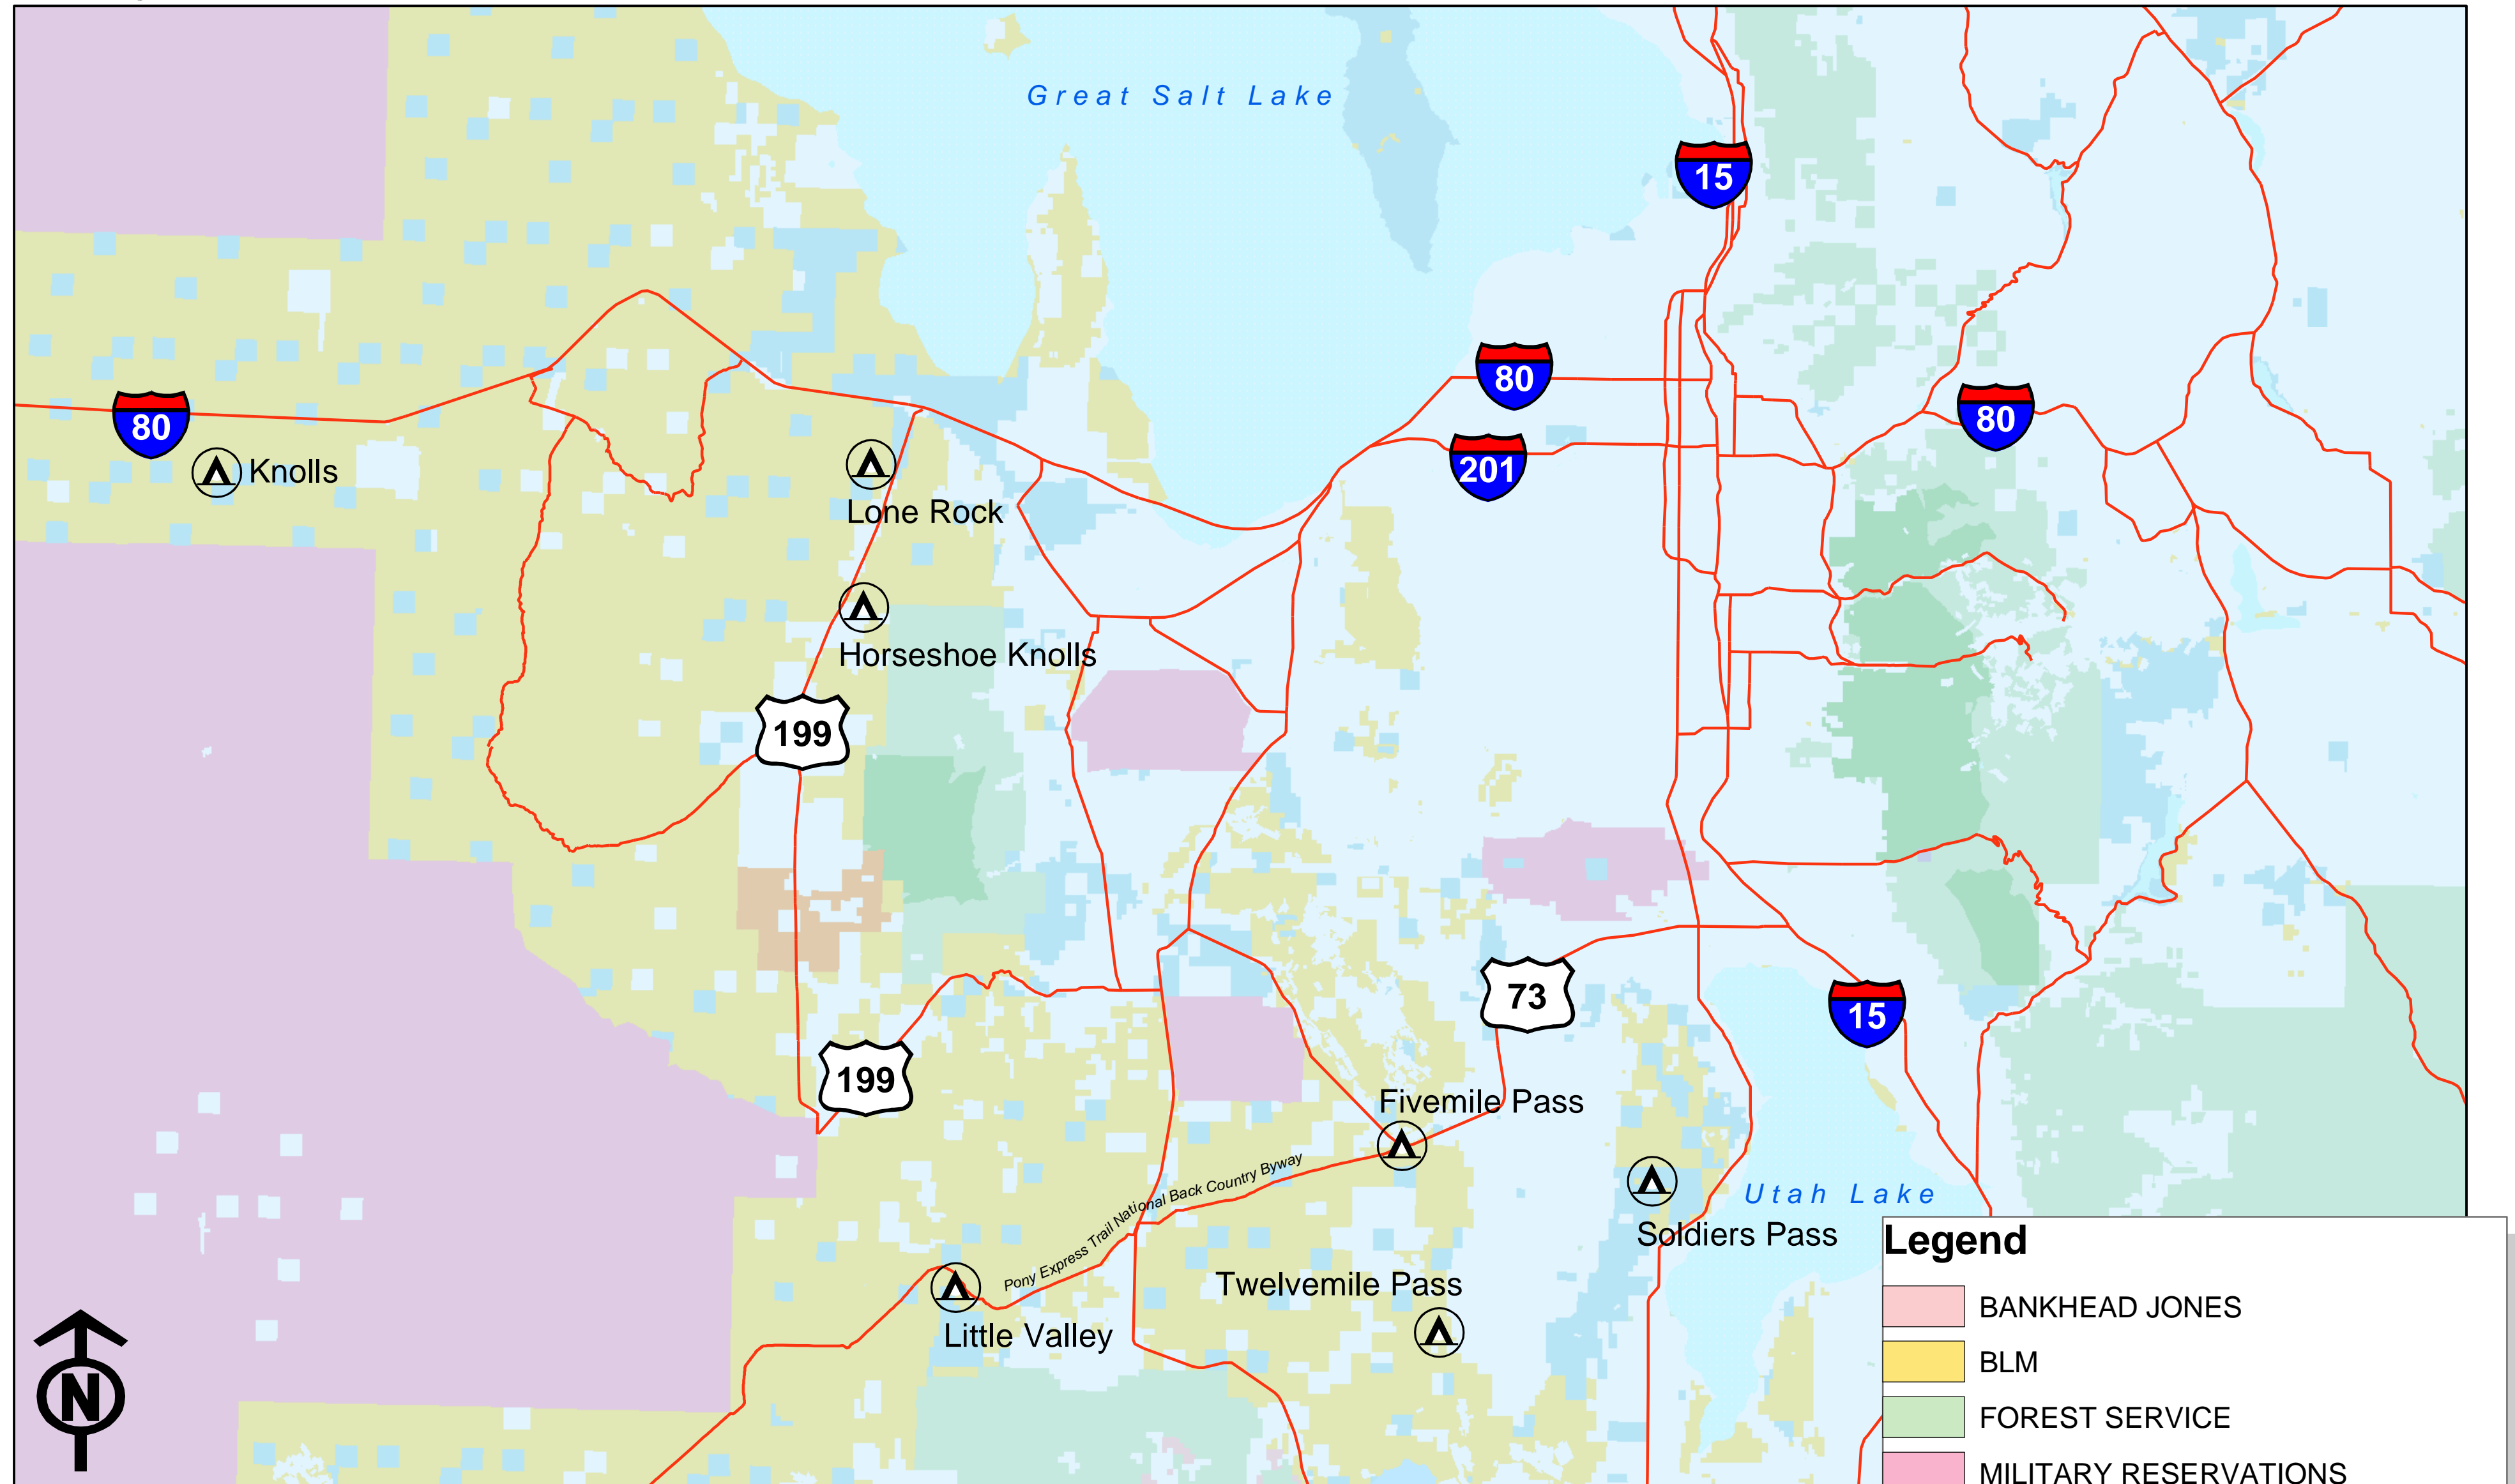 Great Salt Lake
15
80
80
80
201
Knolls
Lone Rock
Horseshoe Knolls
199
73
15
199
Fivemile Pass
Pony Express Trail National Back Country Byway
Utah Lake
Soldiers Pass
Twelvemile Pass
Little Valley
N
Legend
BANKHEAD JONES
BLM
FOREST SERVICE
MILITARY RESERVATIONS